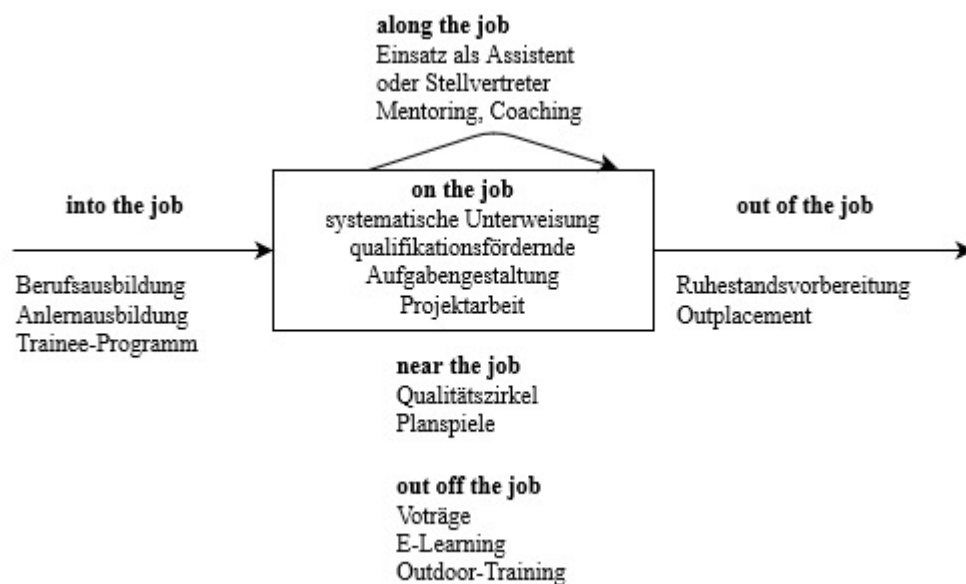 along the job
Einsatz als Assistent
oder Stellvertreter
Mentoring, Coaching
into the job
Berufsausbildung
Anlernausbildung
Trainee-Programm
on the job
systematische Unterweisung
qualifikationsfördernde
Aufgabengestaltung
Projektarbeit
out of the job
Ruhestandsvorbereitung
Outplacement
near the job
Qualitätszirkel
Planspiele
out off the job
Voträge
E-Learning
Outdoor-Training